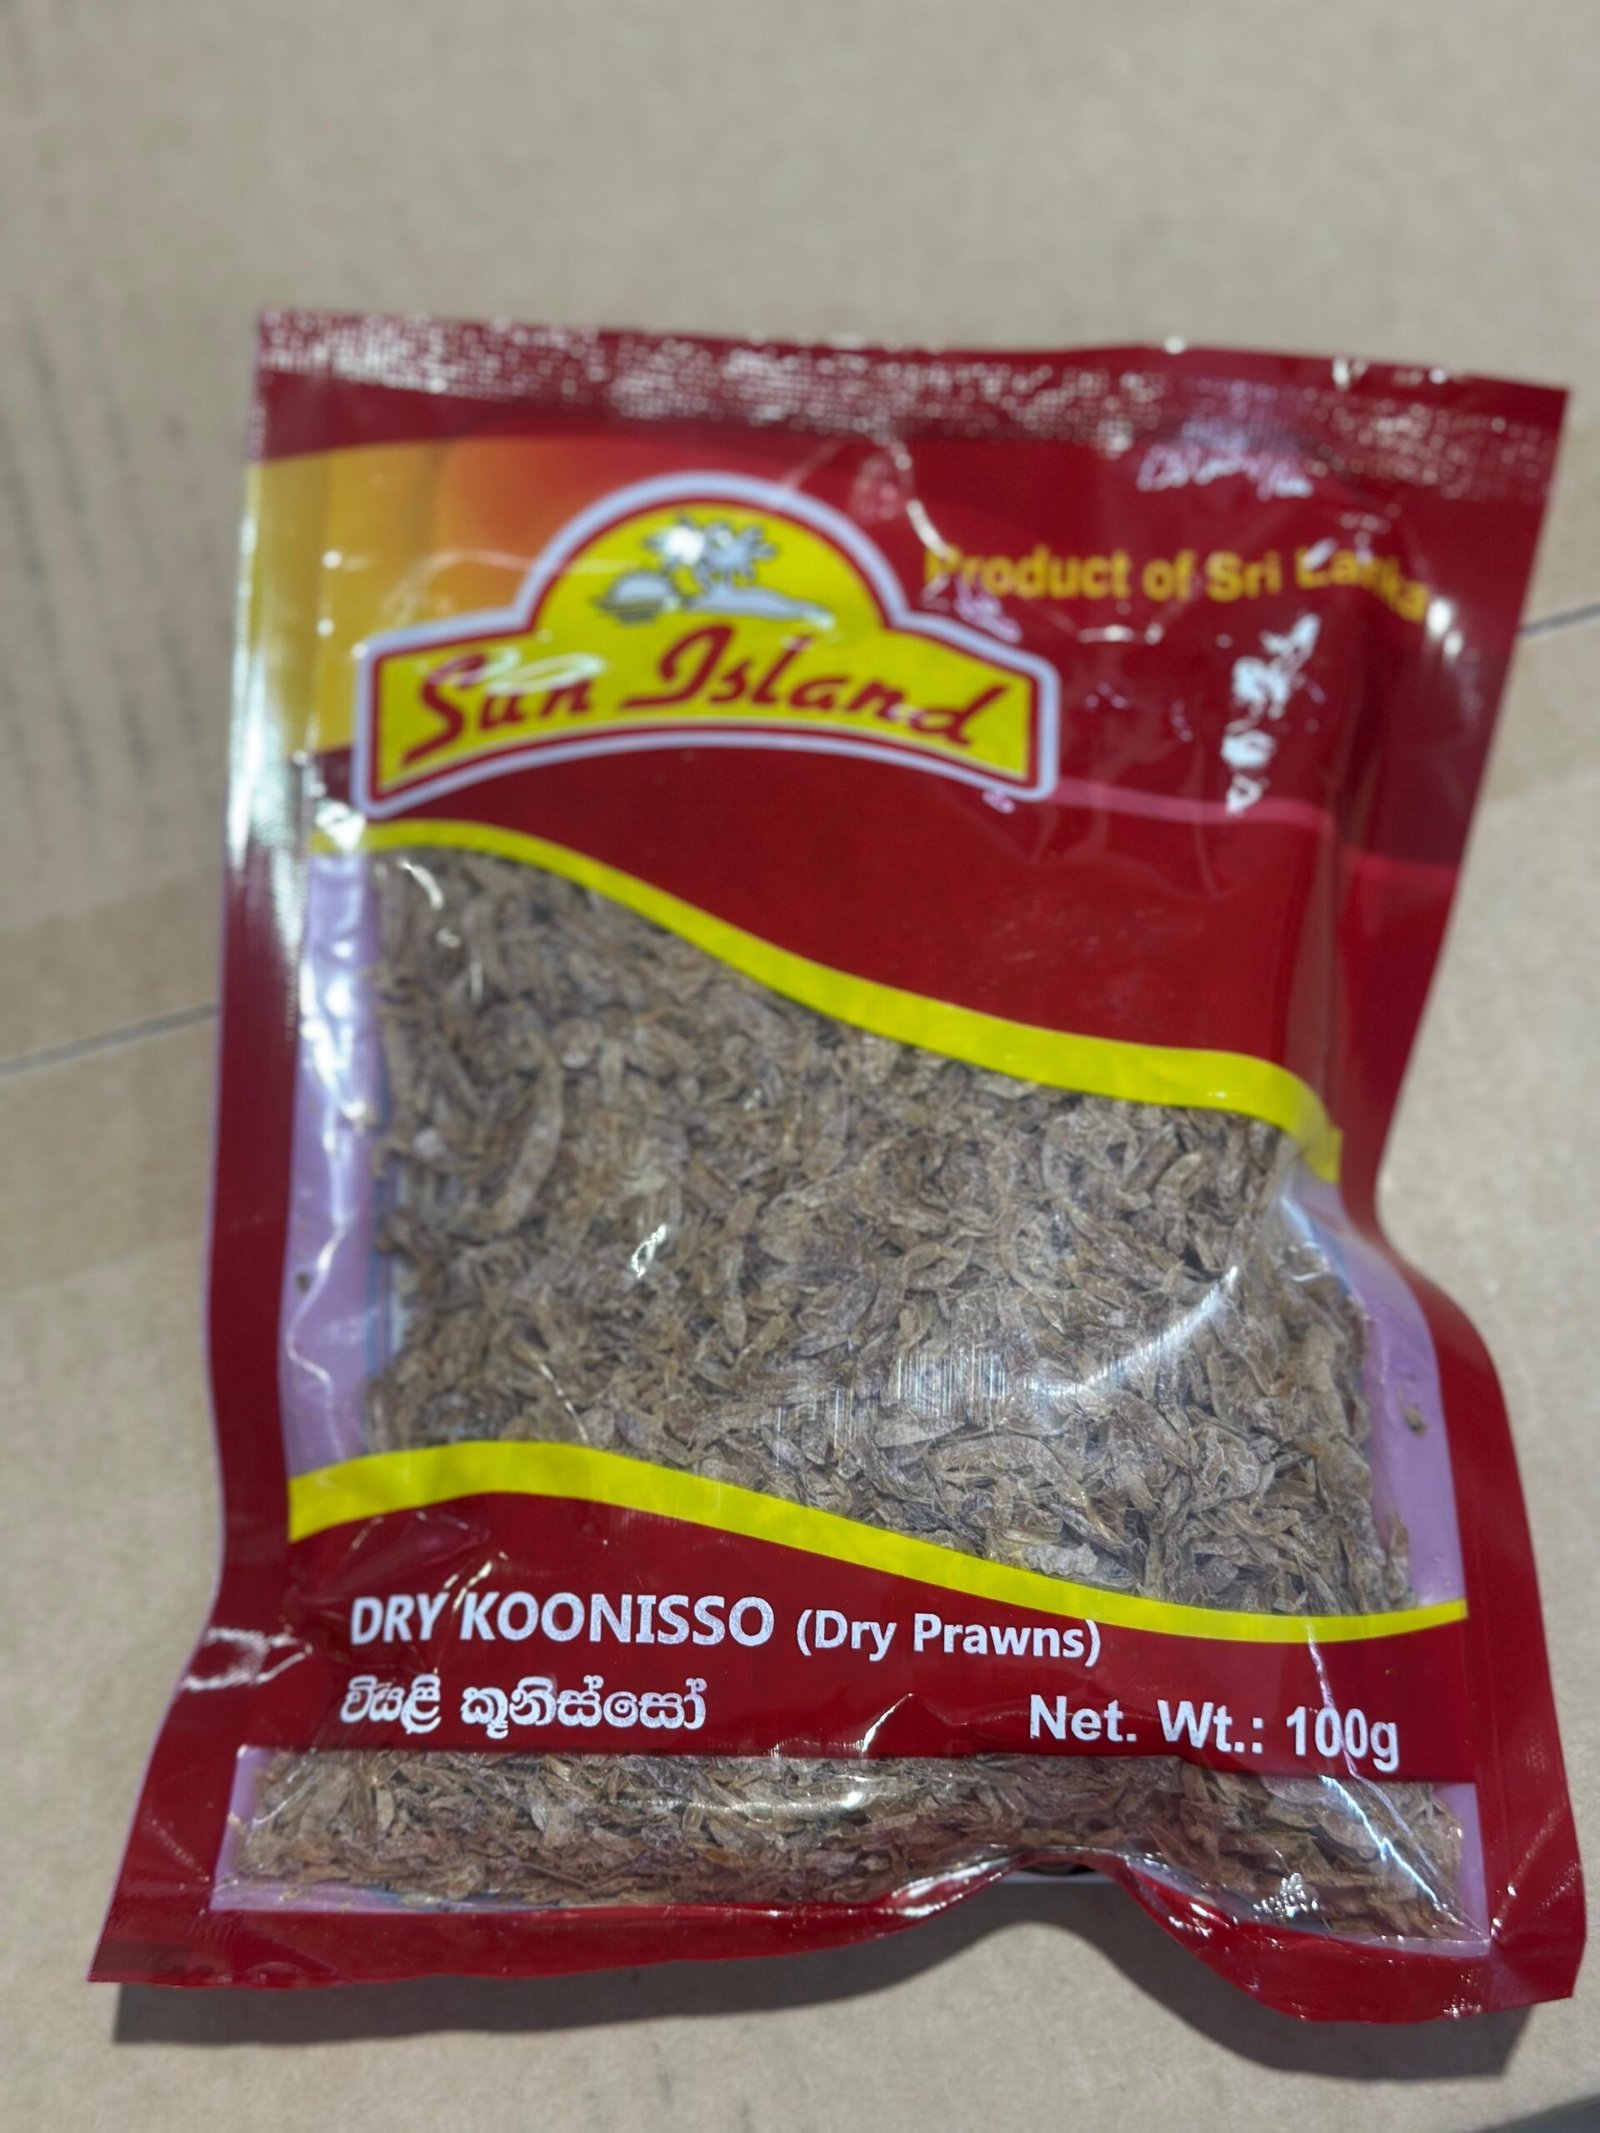 Product of Sri Lanka
Sun Island
DRY KOONISSO (Dry Prawns)
වියළි කූනිස්සෝ
Net. Wt.: 100g